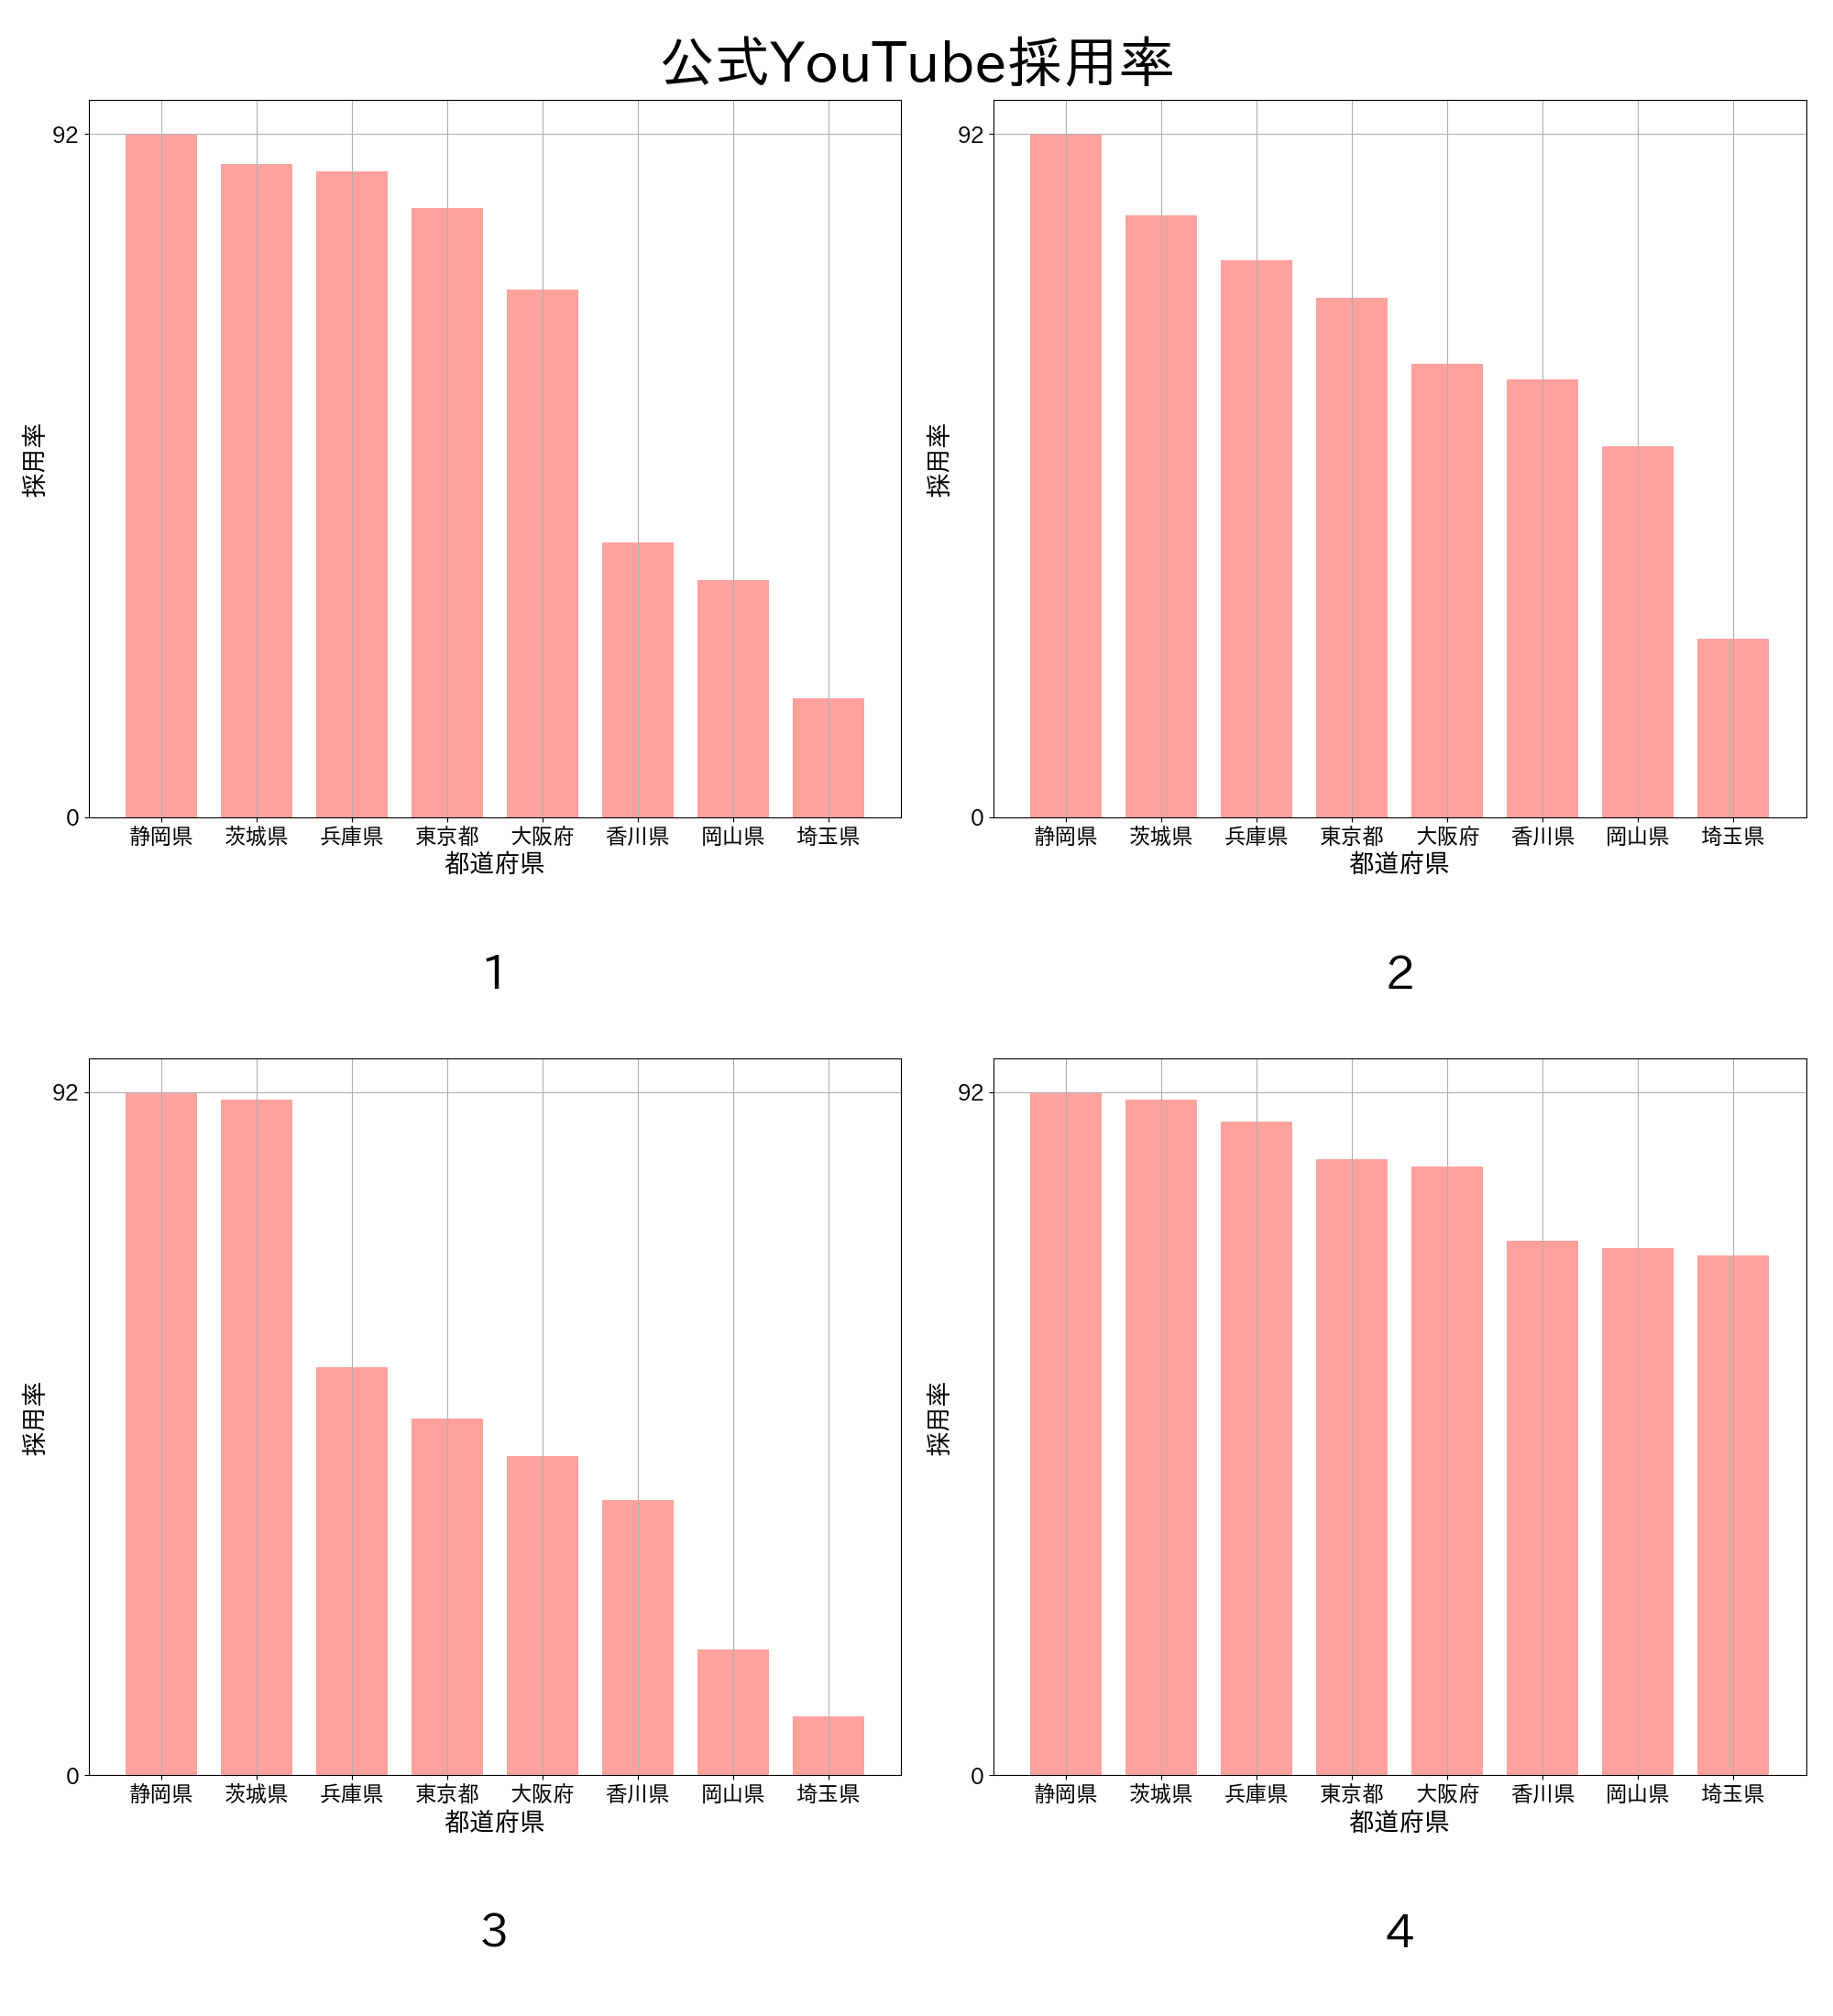 公式YouTube採用率
92
0
採用率
静岡県 茨城県 兵庫県 東京都 大阪府 香川県 岡山県 埼玉県
都道府県
1
92
0
採用率
静岡県 茨城県 兵庫県 東京都 大阪府 香川県 岡山県 埼玉県
都道府県
2
92
0
採用率
静岡県 茨城県 兵庫県 東京都 大阪府 香川県 岡山県 埼玉県
都道府県
3
92
0
採用率
静岡県 茨城県 兵庫県 東京都 大阪府 香川県 岡山県 埼玉県
都道府県
4